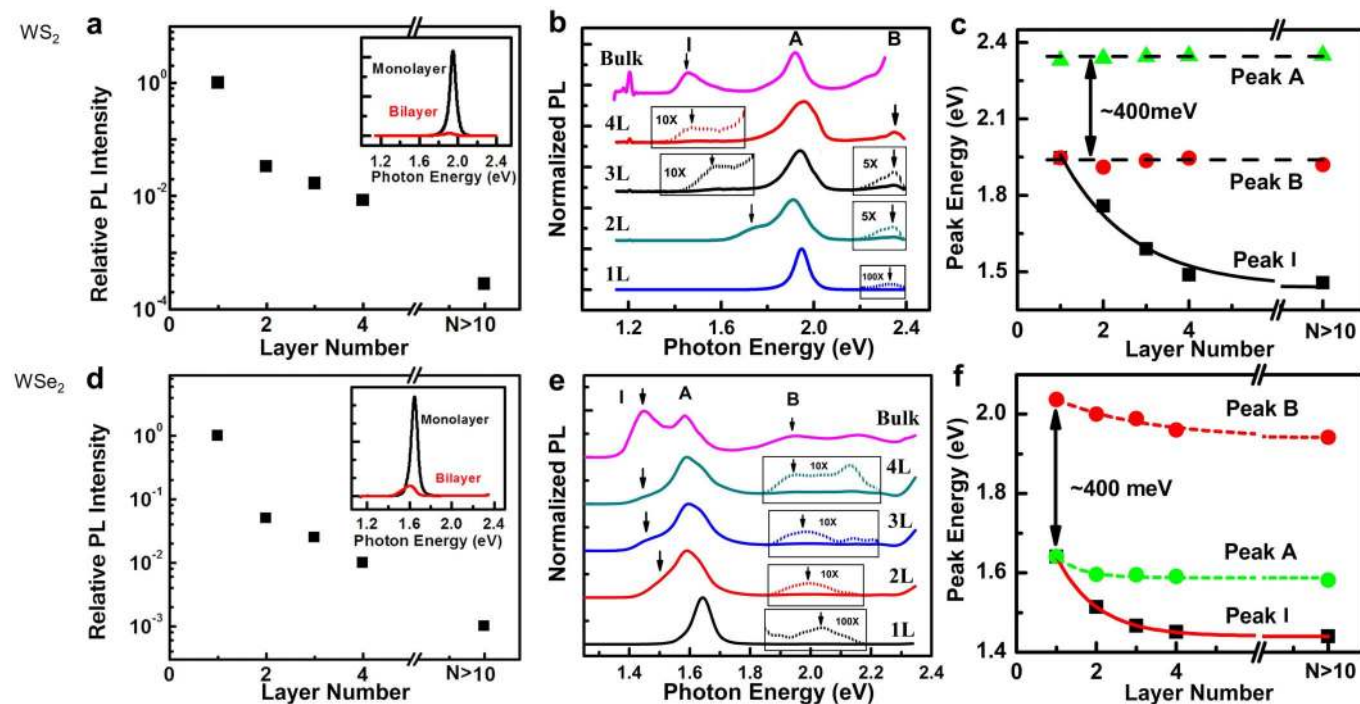 WS₂
a
Relative PL Intensity
10⁰
10⁻²
10⁻⁴
0
2
4
N>10
Layer Number
Monolayer
Bilayer
1.2 1.6 2.0 2.4
Photon Energy (eV)
b
Normalized PL
I
A
B
Bulk
4L
10X
3L
10X
5X
2L
5X
1L
100X
1.2
1.6
2.0
2.4
Photon Energy (eV)
c
Peak Energy (eV)
2.4
2.1
1.8
1.5
Peak A
~400meV
Peak B
Peak I
0
2
4
N>10
Layer Number
WSe₂
d
Relative PL Intensity
10⁰
10⁻¹
10⁻²
10⁻³
0
2
4
N>10
Layer Number
Monolayer
Bilayer
1.2 1.6 2.0 2.4
Photon Energy (eV)
e
Normalized PL
I
A
B
Bulk
4L
10X
3L
10X
2L
10X
1L
100X
1.4
1.6
1.8
2.0
2.2
2.4
Photon Energy (eV)
f
Peak Energy (eV)
2.0
1.8
1.6
1.4
Peak B
~400 meV
Peak A
Peak I
0
2
4
N>10
Layer Number